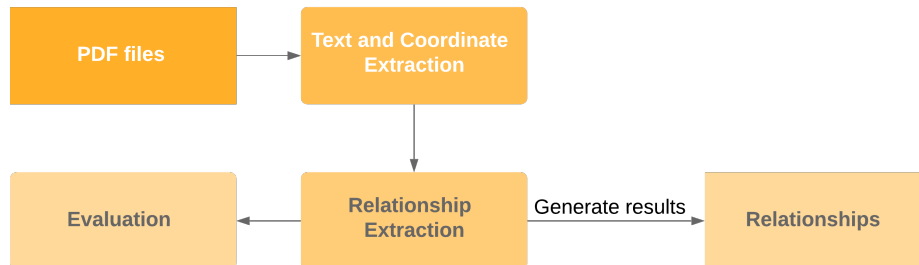 PDF files
Text and Coordinate
Extraction
Evaluation
Relationship
Extraction
Generate results
Relationships